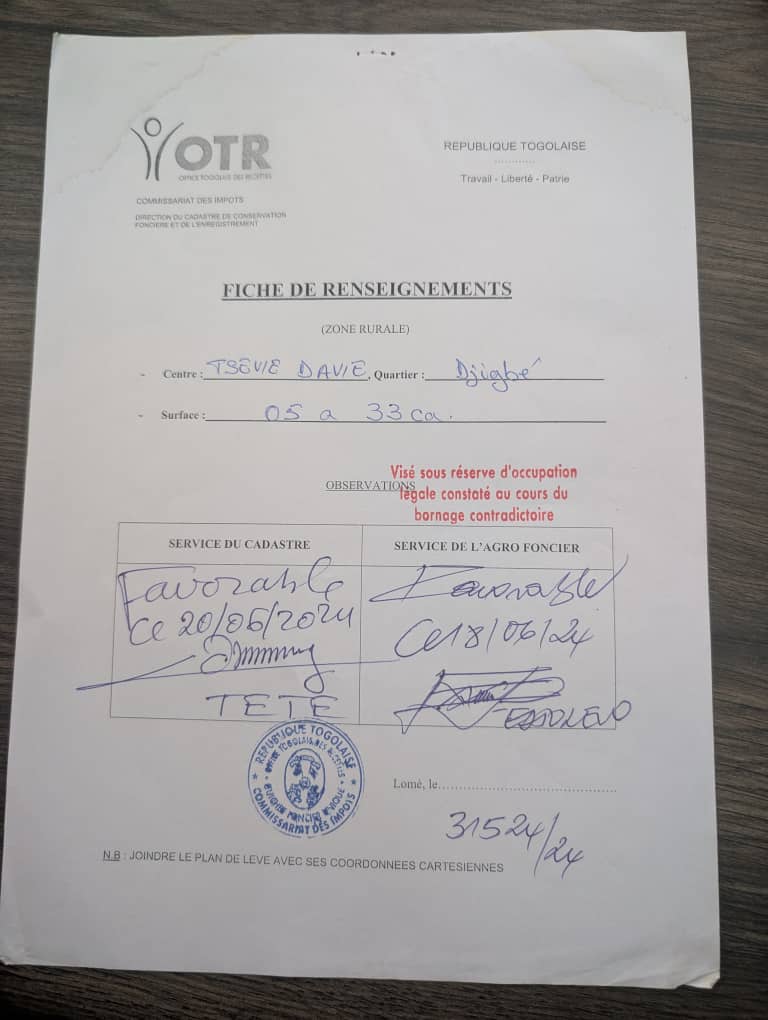 OTR
OFFICE TOGOLAIS DES RECETTES
REPUBLIQUE TOGOLAISE
............
Travail - Liberté - Patrie
COMMISSARIAT DES IMPOTS
DIRECTION DU CADASTRE DE CONSERVATION
FONCIERE ET DE L'ENREGISTREMENT
FICHE DE RENSEIGNEMENTS
(ZONE RURALE)
- Centre : TSEVIE DAVIE, Quartier : Djigbé
- Surface : 05 a 33 ca.
Visé sous réserve d'occupation
OBSERVATIONS
légale constaté au cours du
bornage contradictoire
SERVICE DU CADASTRE
SERVICE DE L'AGRO FONCIER
Favorable
Ce 20/06/2024
TETE
Favorable
Ce 18/06/24
REPUBLIQUE TOGOLAISE
OFFICE TOGOLAIS DES RECETTES
COMMISSARIAT DES IMPOTS
Lomé, le
31524/24
N.B : JOINDRE LE PLAN DE LEVE AVEC SES COORDONNEES CARTESIENNES